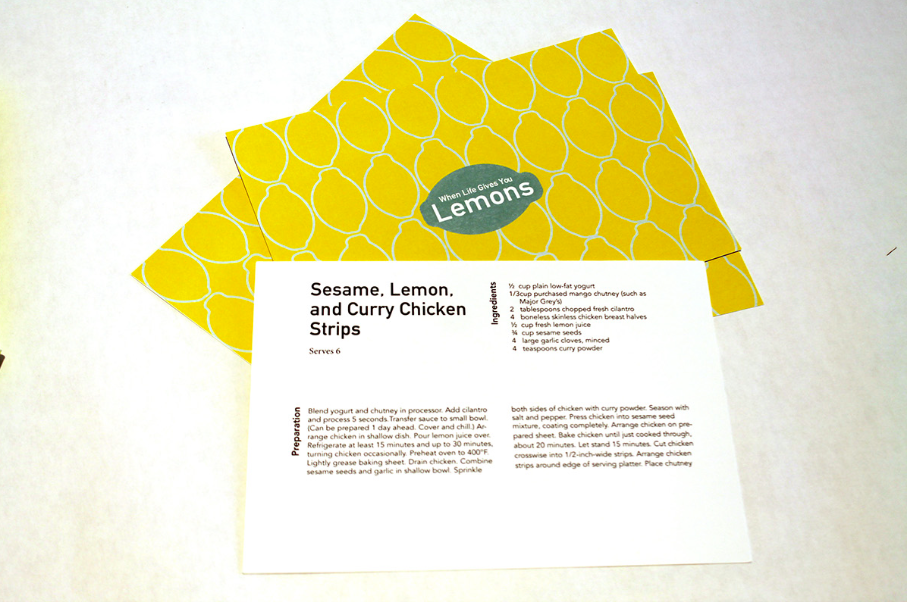 When Life Gives You
Lemons
Sesame, Lemon,
and Curry Chicken
Strips
Serves 6
Ingredients
½ cup plain low-fat yogurt
1/3cup purchased mango chutney (such as
Major Grey's)
2 tablespoons chopped fresh cilantro
4 boneless skinless chicken breast halves
½ cup fresh lemon juice
¾ cup sesame seeds
4 large garlic cloves, minced
4 teaspoons curry powder
Preparation
Blend yogurt and chutney in processor. Add cilantro
and process 5 seconds.Transfer sauce to small bowl.
(Can be prepared 1 day ahead. Cover and chill.) Ar-
range chicken in shallow dish. Pour lemon juice over.
Refrigerate at least 15 minutes and up to 30 minutes,
turning chicken occasionally. Preheat oven to 400°F.
Lightly grease baking sheet. Drain chicken. Combine
sesame seeds and garlic in shallow bowl. Sprinkle
both sides of chicken with curry powder. Season with
salt and pepper. Press chicken into sesame seed
mixture, coating completely. Arrange chicken on pre-
pared sheet. Bake chicken until just cooked through,
about 20 minutes. Let stand 15 minutes. Cut chicken
crosswise into 1/2-inch-wide strips. Arrange chicken
strips around edge of serving platter. Place chutney